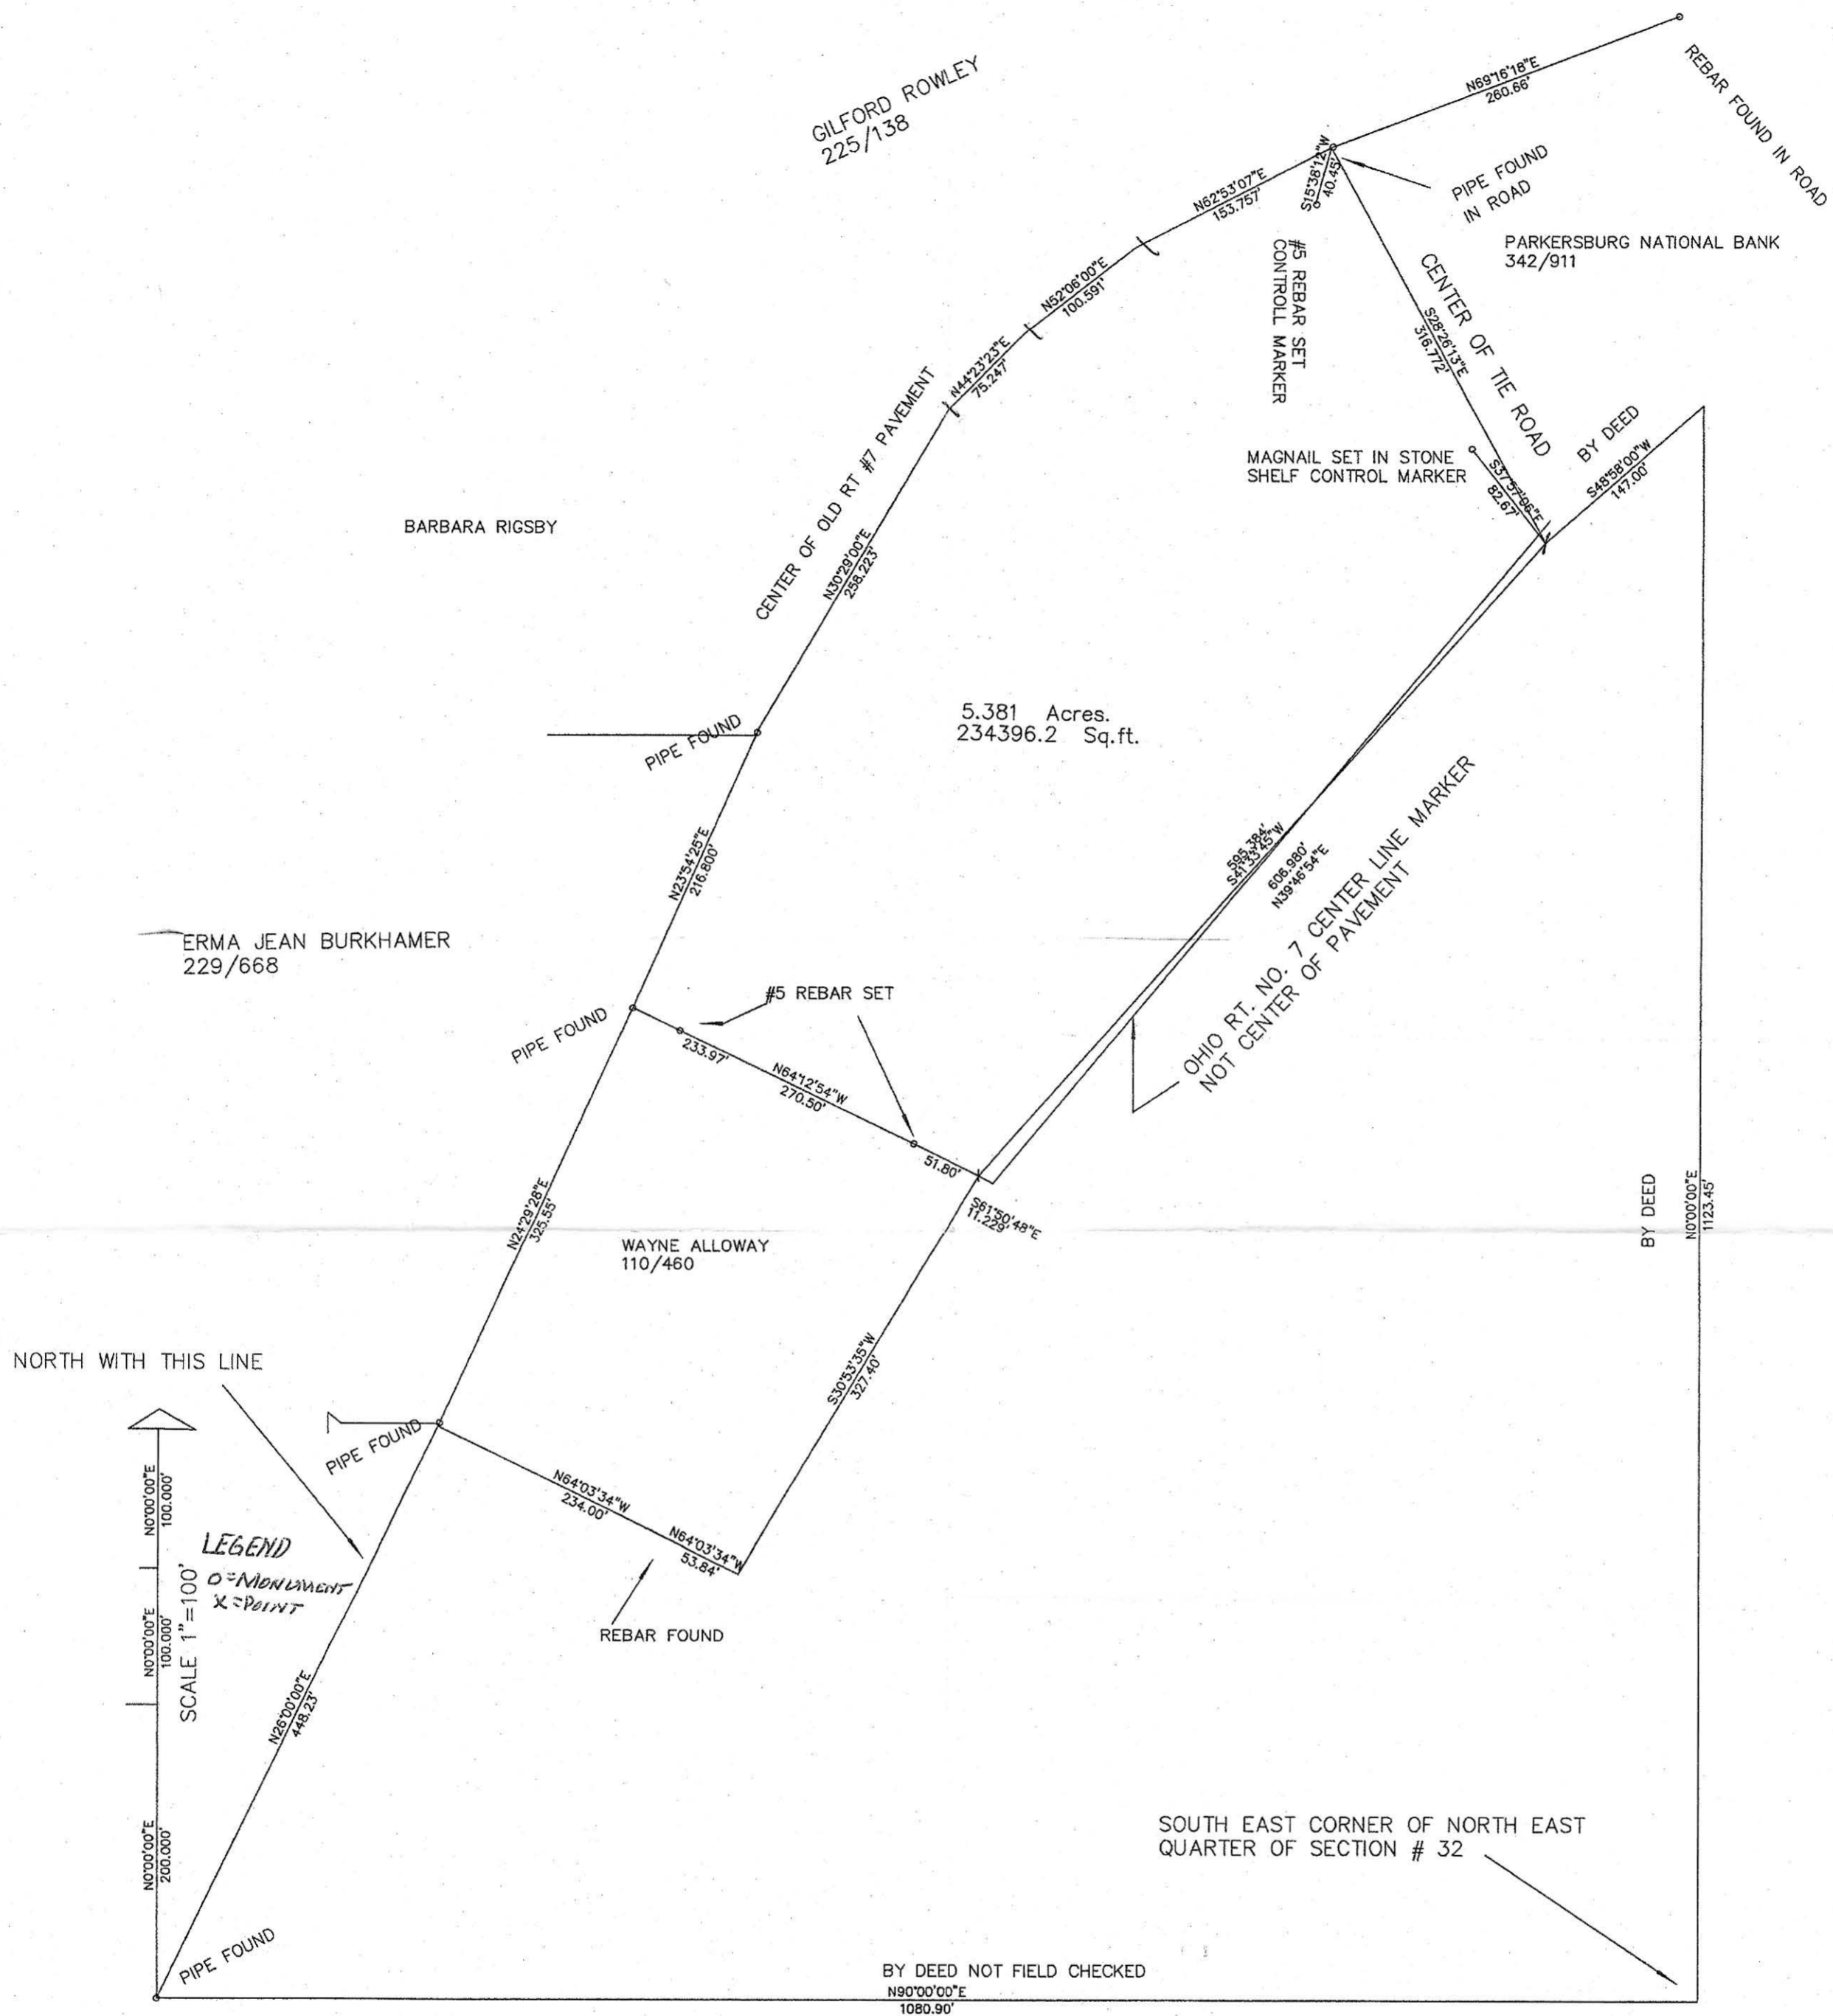 GILFORD ROWLEY
225/138
N69°16'18"E
260.66'
REBAR FOUND IN ROAD
N62°53'07"E
153.757'
S15°38'12"W
40.45'
PIPE FOUND
IN ROAD
PARKERSBURG NATIONAL BANK
342/911
#5 REBAR SET
CONTROLL MARKER
CENTER OF TIE ROAD
S28°26'13"E
316.772'
N52°06'00"E
100.591'
N44°23'23"E
75.247'
CENTER OF OLD RT #7 PAVEMENT
N30°29'00"E
258.223'
MAGNAIL SET IN STONE
SHELF CONTROL MARKER
S37°57'06"E
82.67'
BY DEED
S48°58'00"W
147.00'
BARBARA RIGSBY
PIPE FOUND
5.381 Acres.
234396.2 Sq.ft.
N23°54'25"E
216.800'
595.384'
S41°33'45"W
606.980'
N39°46'54"E
OHIO RT. NO. 7 CENTER LINE MARKER
NOT CENTER OF PAVEMENT
ERMA JEAN BURKHAMER
229/668
#5 REBAR SET
PIPE FOUND
233.97'
N64°12'54"W
270.50'
51.80'
S61°50'48"E
11.229'
N24°29'28"E
325.55'
WAYNE ALLOWAY
110/460
BY DEED
N0°00'00"E
1123.45'
S30°53'35"W
327.40'
NORTH WITH THIS LINE
PIPE FOUND
N64°03'34"W
234.00'
N64°03'34"W
53.84'
REBAR FOUND
N0°00'00"E
100.000'
LEGEND
O=MONUMENT
X=POINT
SCALE 1"=100'
N0°00'00"E
100.000'
N26°00'00"E
448.23'
N0°00'00"E
200.000'
PIPE FOUND
SOUTH EAST CORNER OF NORTH EAST
QUARTER OF SECTION # 32
BY DEED NOT FIELD CHECKED
N90°00'00"E
1080.90'